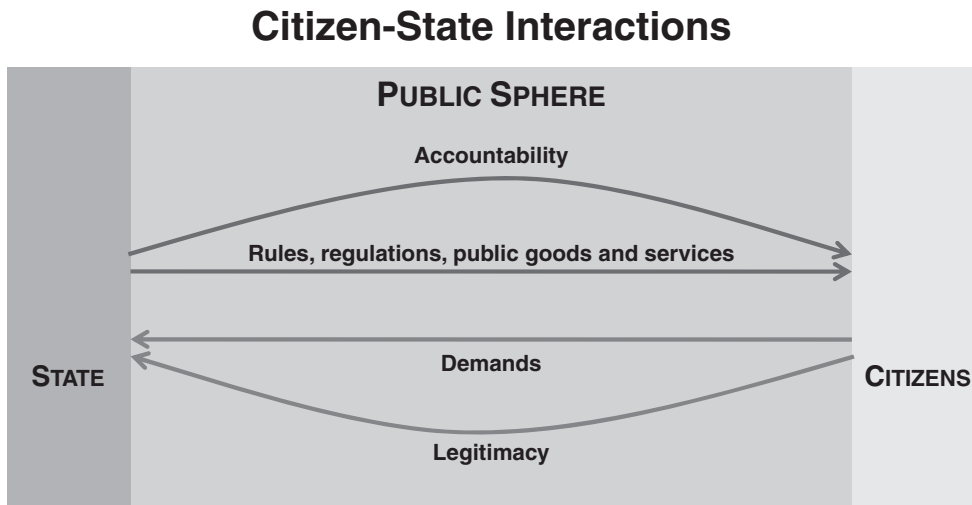 Citizen-State Interactions
PUBLIC SPHERE
Accountability
Rules, regulations, public goods and services
Demands
STATE
CITIZENS
Legitimacy